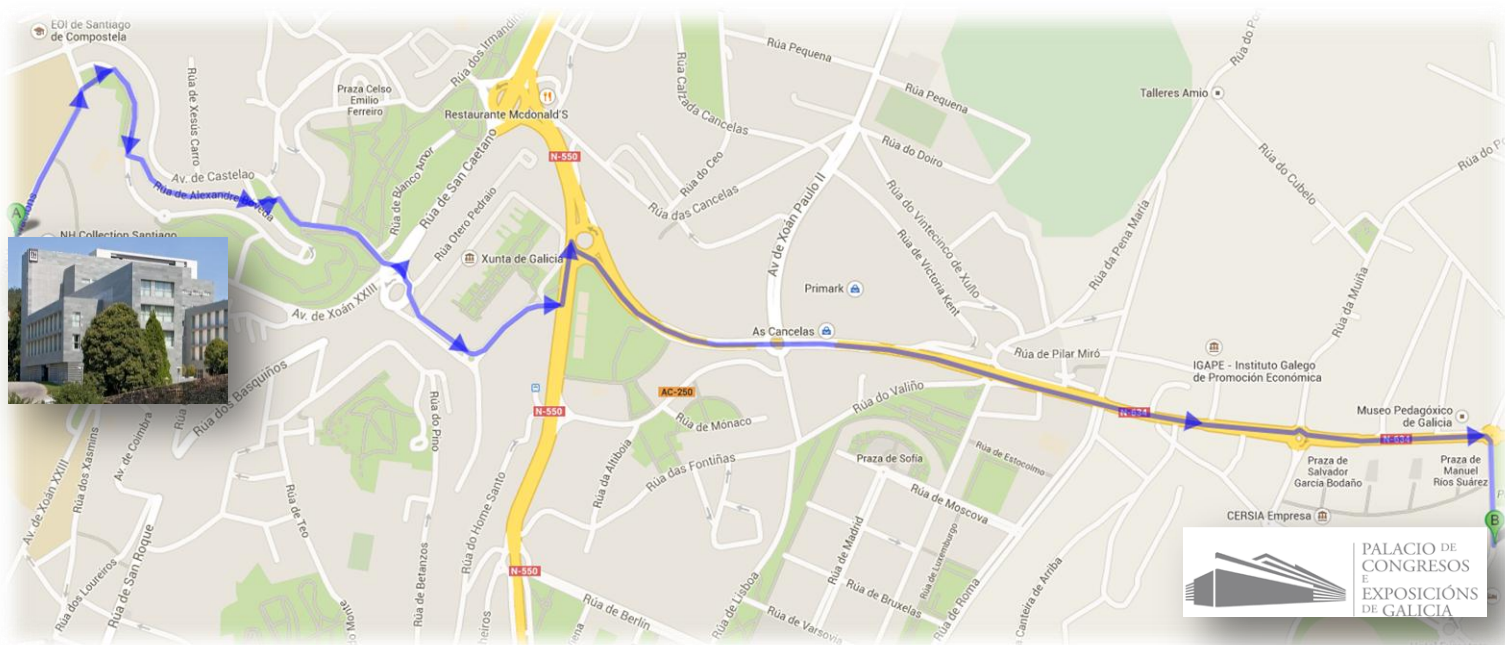 EOI de Santiago
de Compostela
Rúa dos Irmandiñ
Rúa Pequena
Rúa do Po
Rúa de Xesús Carro
Praza Celso
Emilio
Ferreiro
Restaurante Mcdonald'S
Rúa Calzada Cancelas
Rúa Pequena
Talleres Amio
N-550
Rúa do Doiro
Rúa do Cubelo
Rúa do Po
Av. de Castelao
Rúa de Blanco Amor
Rúa de San Caetano
Rúa do Ceo
Rúa das Cancelas
Rúa de Alexandre Bóveda
Rúa Otero Pedraio
Av de Xoán Paulo II
Rúa do Vintecinco de Xullo
Rúa da Pena María
A
NH Collection Santiago
Xunta de Galicia
Rúa de Victoria Kent
Primark
Rúa da Muíña
Av. de Xoán XXIII
As Cancelas
Rúa de Pilar Miró
IGAPE - Instituto Galego
de Promoción Económica
Rúa dos Basquiños
AC-250
Rúa do Valiño
N-550
Rúa de Mónaco
N-634
Museo Pedagóxico
de Galicia
N-634
Av. de Coimbra
Rúa do Pino
Rúa da Altiboia
Rúa das Fontiñas
Praza de Sofía
Rúa de Estocolmo
Praza de
Salvador
García Bodaño
Praza de
Manuel
Ríos Suárez
Av. de Xoán XXIII
Rúa dos Xasmins
Rúa de Teo
Rúa do Home Santo
Rúa de Moscova
CERSIA Empresa
B
Rúa de San Roque
Rúa dos Loureiros
Rúa de Betanzos
N-550
Rúa de Madrid
Rúa de Luxemburgo
Rúa de Lisboa
Rúa de Berlín
Rúa de Bruxelas
Rúa de Varsovia
Rúa de Roma
Canteira de Arriba
PALACIO DE
CONGRESOS
E
EXPOSICIÓNS
DE GALICIA